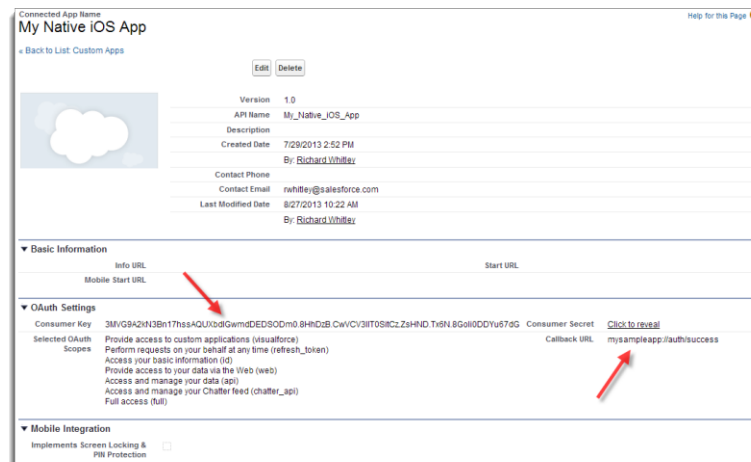 Connected App Name
My Native iOS App
Help for this Page
« Back to List: Custom Apps
Edit Delete
Version 1.0
API Name My_Native_iOS_App
Description
Created Date 7/29/2013 2:52 PM
By: Richard Whitley
Contact Phone
Contact Email rwhitley@salesforce.com
Last Modified Date 8/27/2013 10:22 AM
By: Richard Whitley
▼ Basic Information
Info URL Start URL
Mobile Start URL
▼ OAuth Settings
Consumer Key Consumer Secret Click to reveal
Selected OAuth Scopes Provide access to custom applications (visualforce) Callback URL mysampleapp://auth/success
Perform requests on your behalf at any time (refresh_token)
Access your basic information (id)
Provide access to your data via the Web (web)
Access and manage your data (api)
Access and manage your Chatter feed (chatter_api)
Full access (full)
▼ Mobile Integration
Implements Screen Locking &
PIN Protection